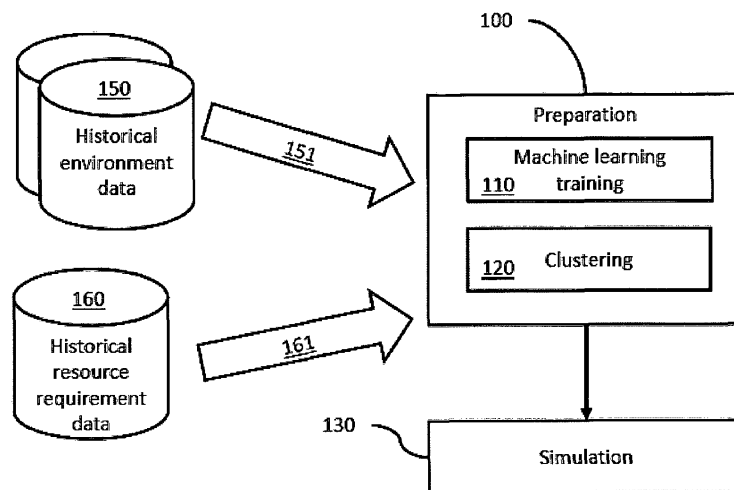 100
150
Historical
environment
data
151
Preparation
Machine learning
training
110
120
Clustering
160
Historical
resource
requirement
data
161
130
Simulation